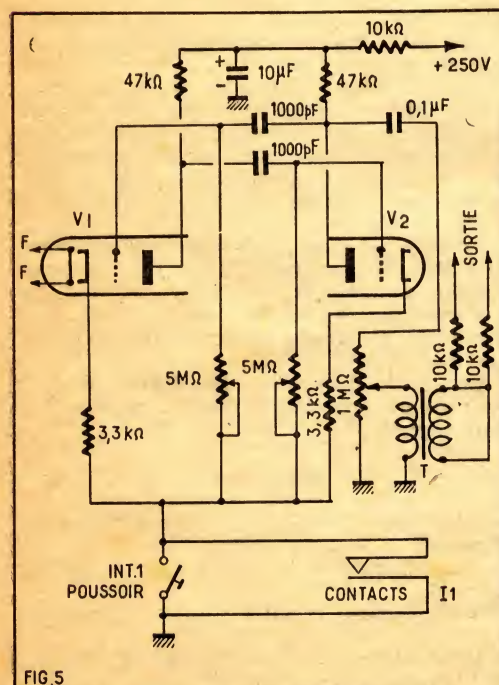 10kΩ
+ 250V
47kΩ
+
-
10µF
47kΩ
1000pF
0,1µF
1000pF
V1
V2
SORTIE
F
F
5MΩ
5MΩ
3,3kΩ
1MΩ
10kΩ
10kΩ
3,3kΩ
T
INT.1
POUSSOIR
CONTACTS
I1
FIG.5